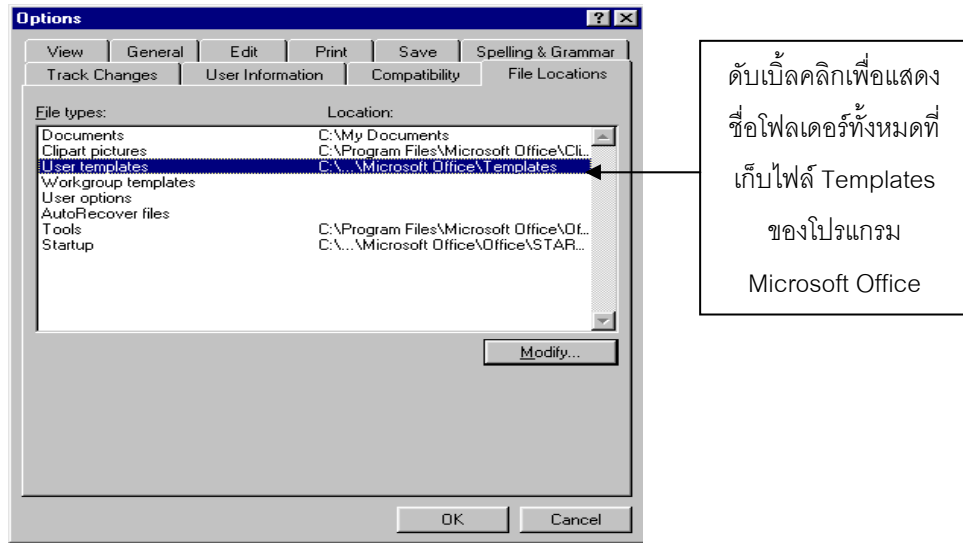 Options
View General Edit Print Save Spelling & Grammar
Track Changes User Information Compatibility File Locations
File types: Location:
Documents C:\My Documents
Clipart pictures C:\Program Files\Microsoft Office\Cli...
User templates C:\...\Microsoft Office\Templates
Workgroup templates
User options
AutoRecover files
Tools C:\Program Files\Microsoft Office\Of...
Startup C:\...\Microsoft Office\Office\STAR...
Modify...
OK Cancel
ดับเบิ้ลคลิกเพื่อแสดง
ชื่อโฟลเดอร์ทั้งหมดที่
เก็บไฟล์ Templates
ของโปรแกรม
Microsoft Office